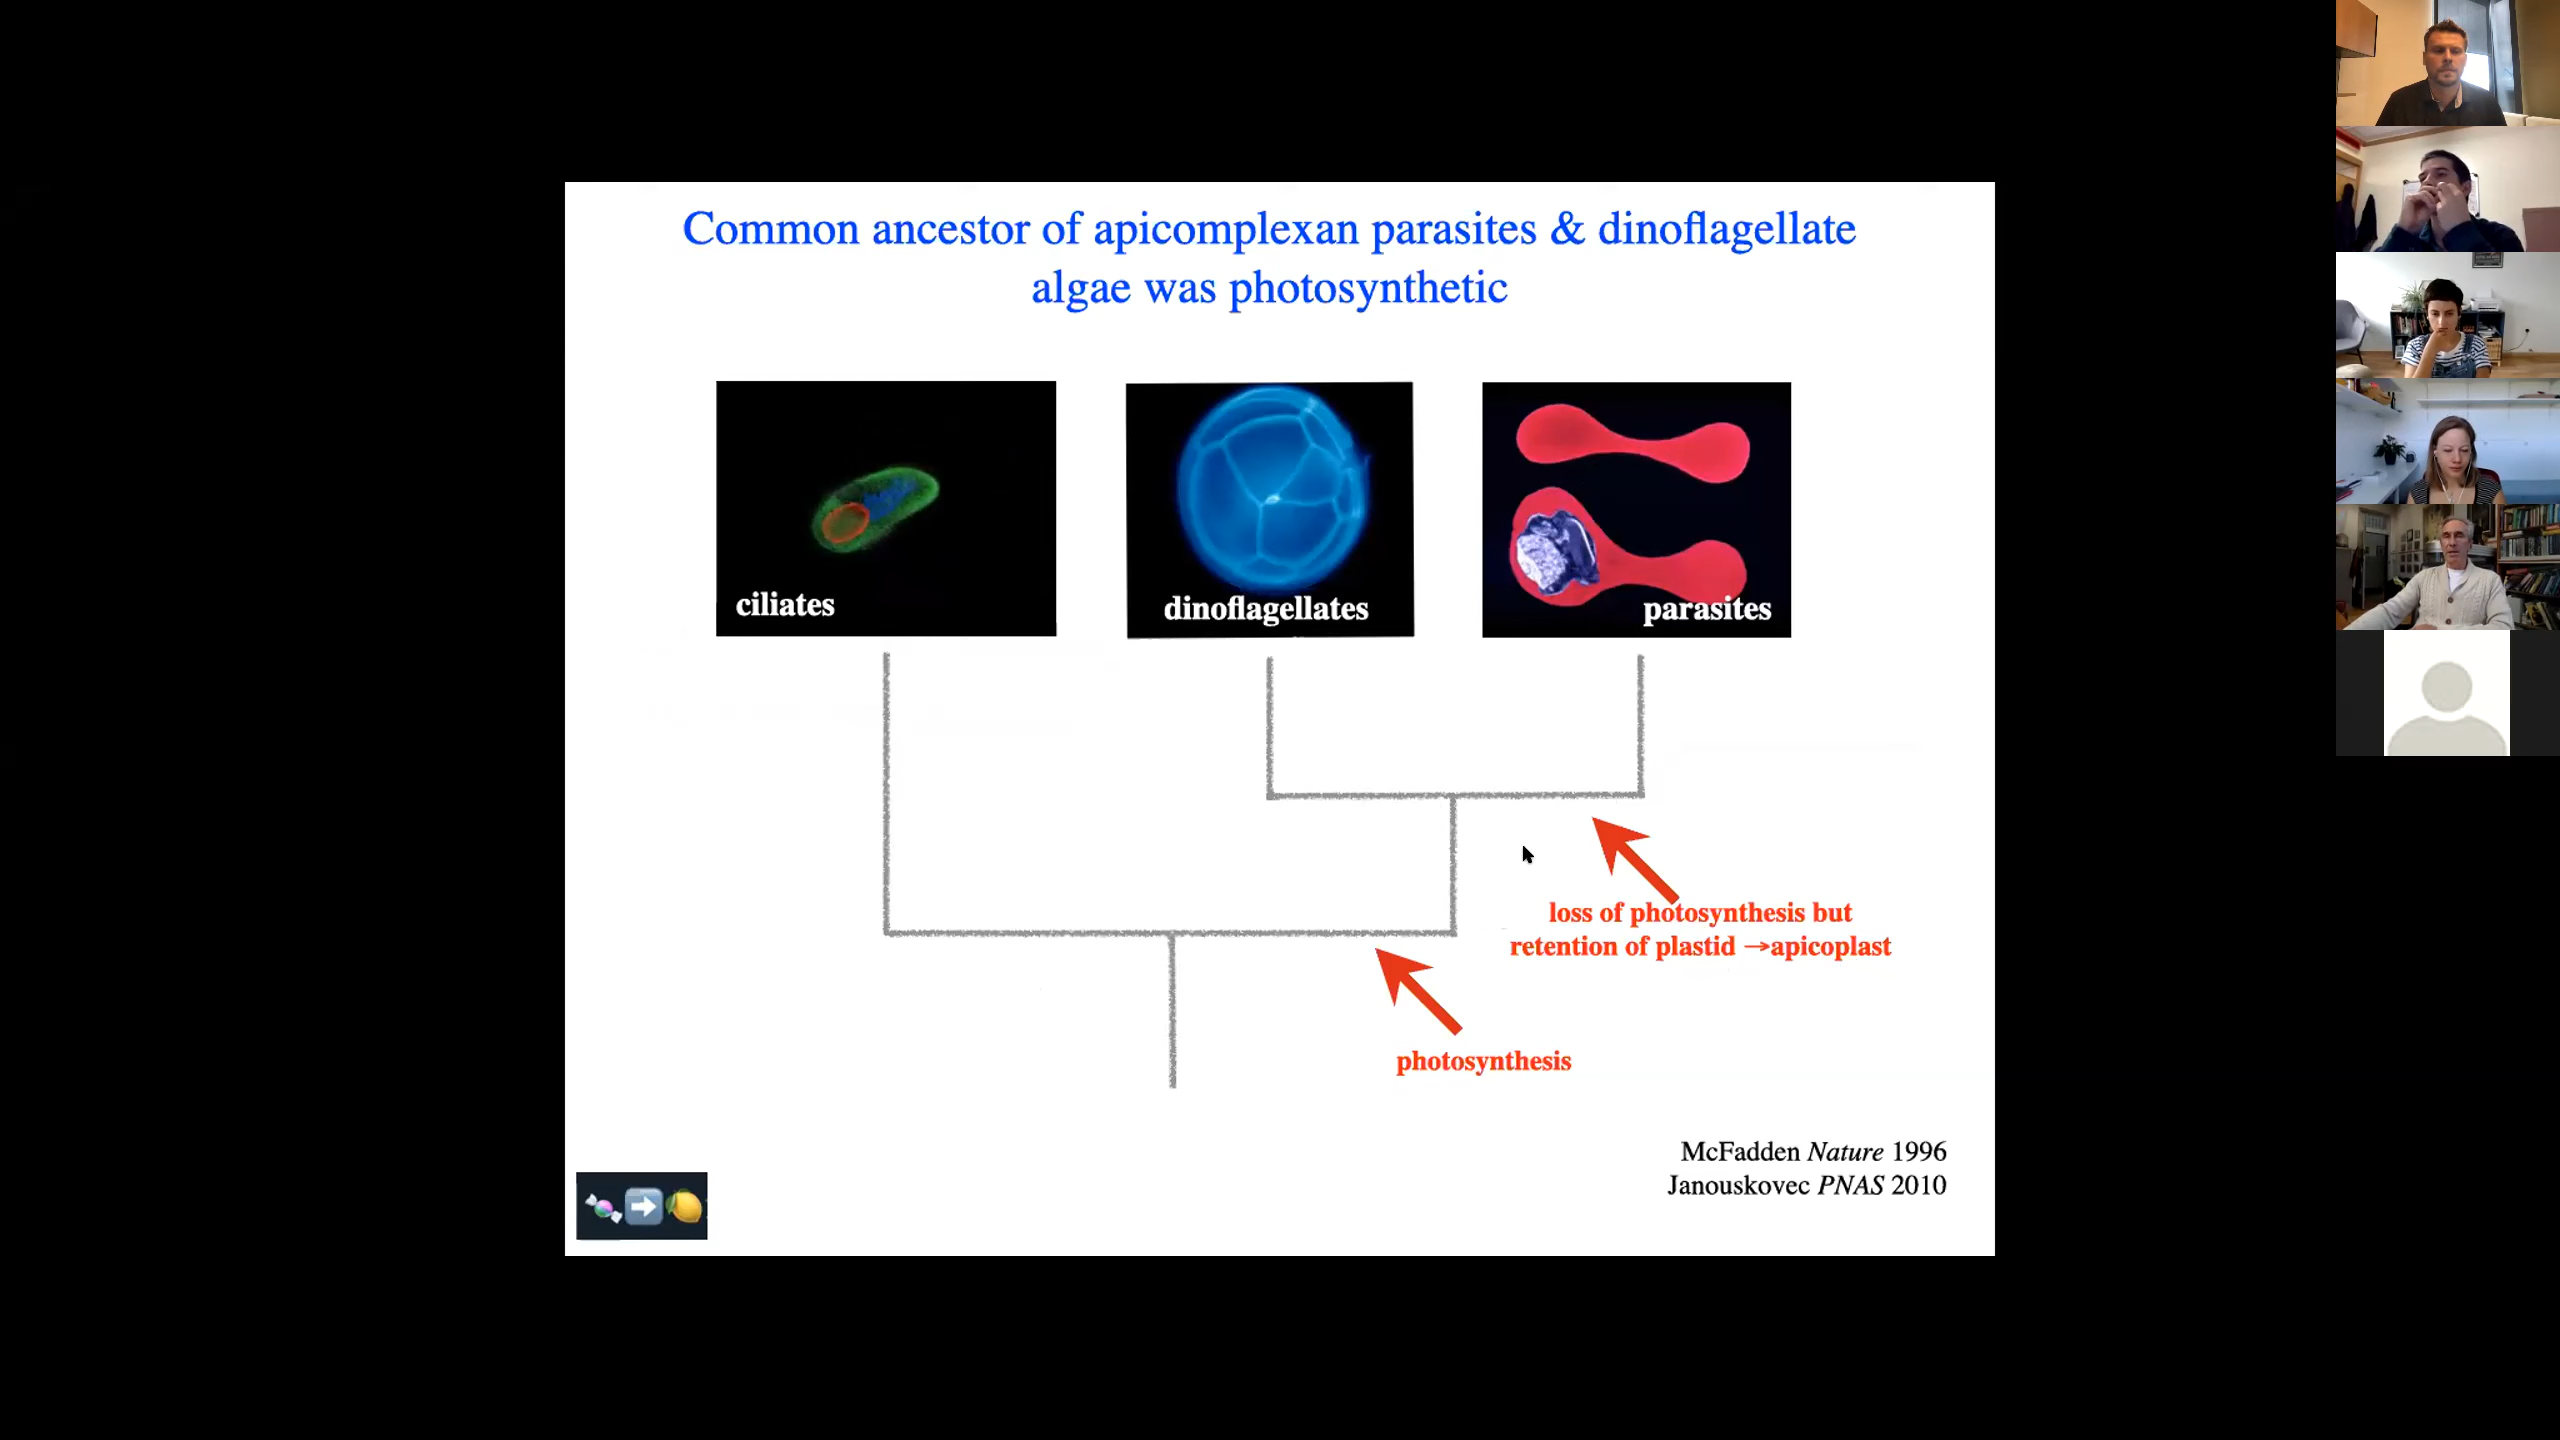 Common ancestor of apicomplexan parasites & dinoflagellate
algae was photosynthetic
ciliates
dinoflagellates
parasites
loss of photosynthesis but
retention of plastid →apicoplast
photosynthesis
McFadden Nature 1996
Janouskovec PNAS 2010